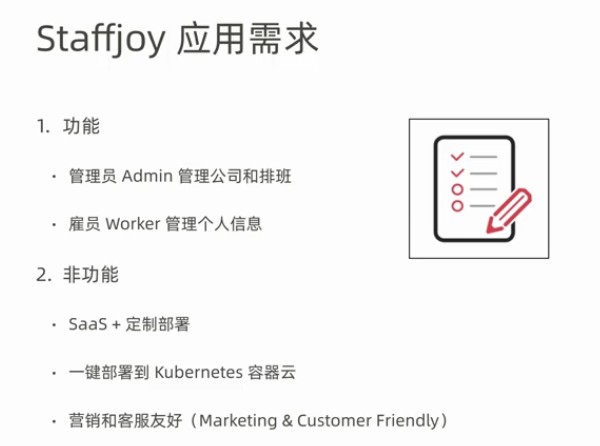 Staffjoy 应用需求
1. 功能
· 管理员 Admin 管理公司和排班
· 雇员 Worker 管理个人信息
2. 非功能
· SaaS + 定制部署
· 一键部署到 Kubernetes 容器云
· 营销和客服友好（Marketing & Customer Friendly）